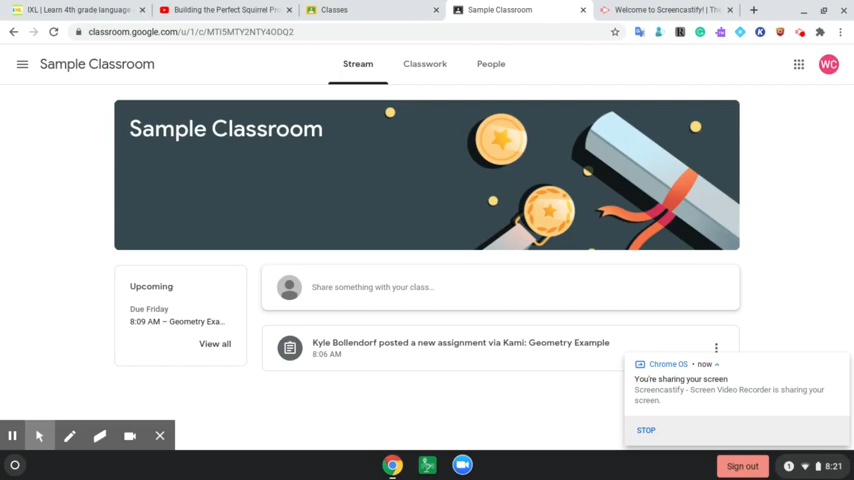 IXL | Learn 4th grade language
Building the Perfect Squirrel Pro
Classes
Sample Classroom
Welcome to Screencastify! | The
classroom.google.com/u/1/c/MTI5MTY2NTY4ODQ2
Sample Classroom
Stream
Classwork
People
WC
Sample Classroom
Upcoming
Due Friday
8:09 AM – Geometry Exa...
View all
Share something with your class...
Kyle Bollendorf posted a new assignment via Kami: Geometry Example
8:06 AM
Chrome OS • now
You're sharing your screen
Screencastify - Screen Video Recorder is sharing your
screen.
STOP
Sign out
1
8:21